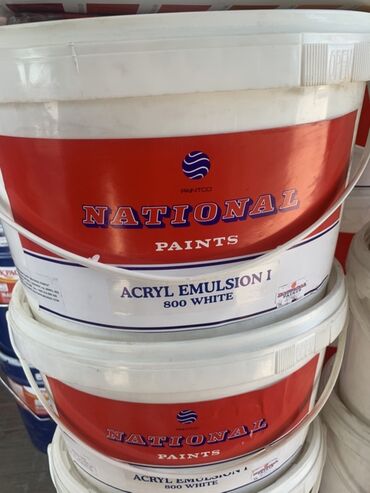 PAINTCO
NATIONAL
PAINTS
ACRYL EMULSION I
800 WHITE
NATIONAL
PAINTS
ACRYL EMULSION I
800 WHITE